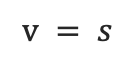 v = s